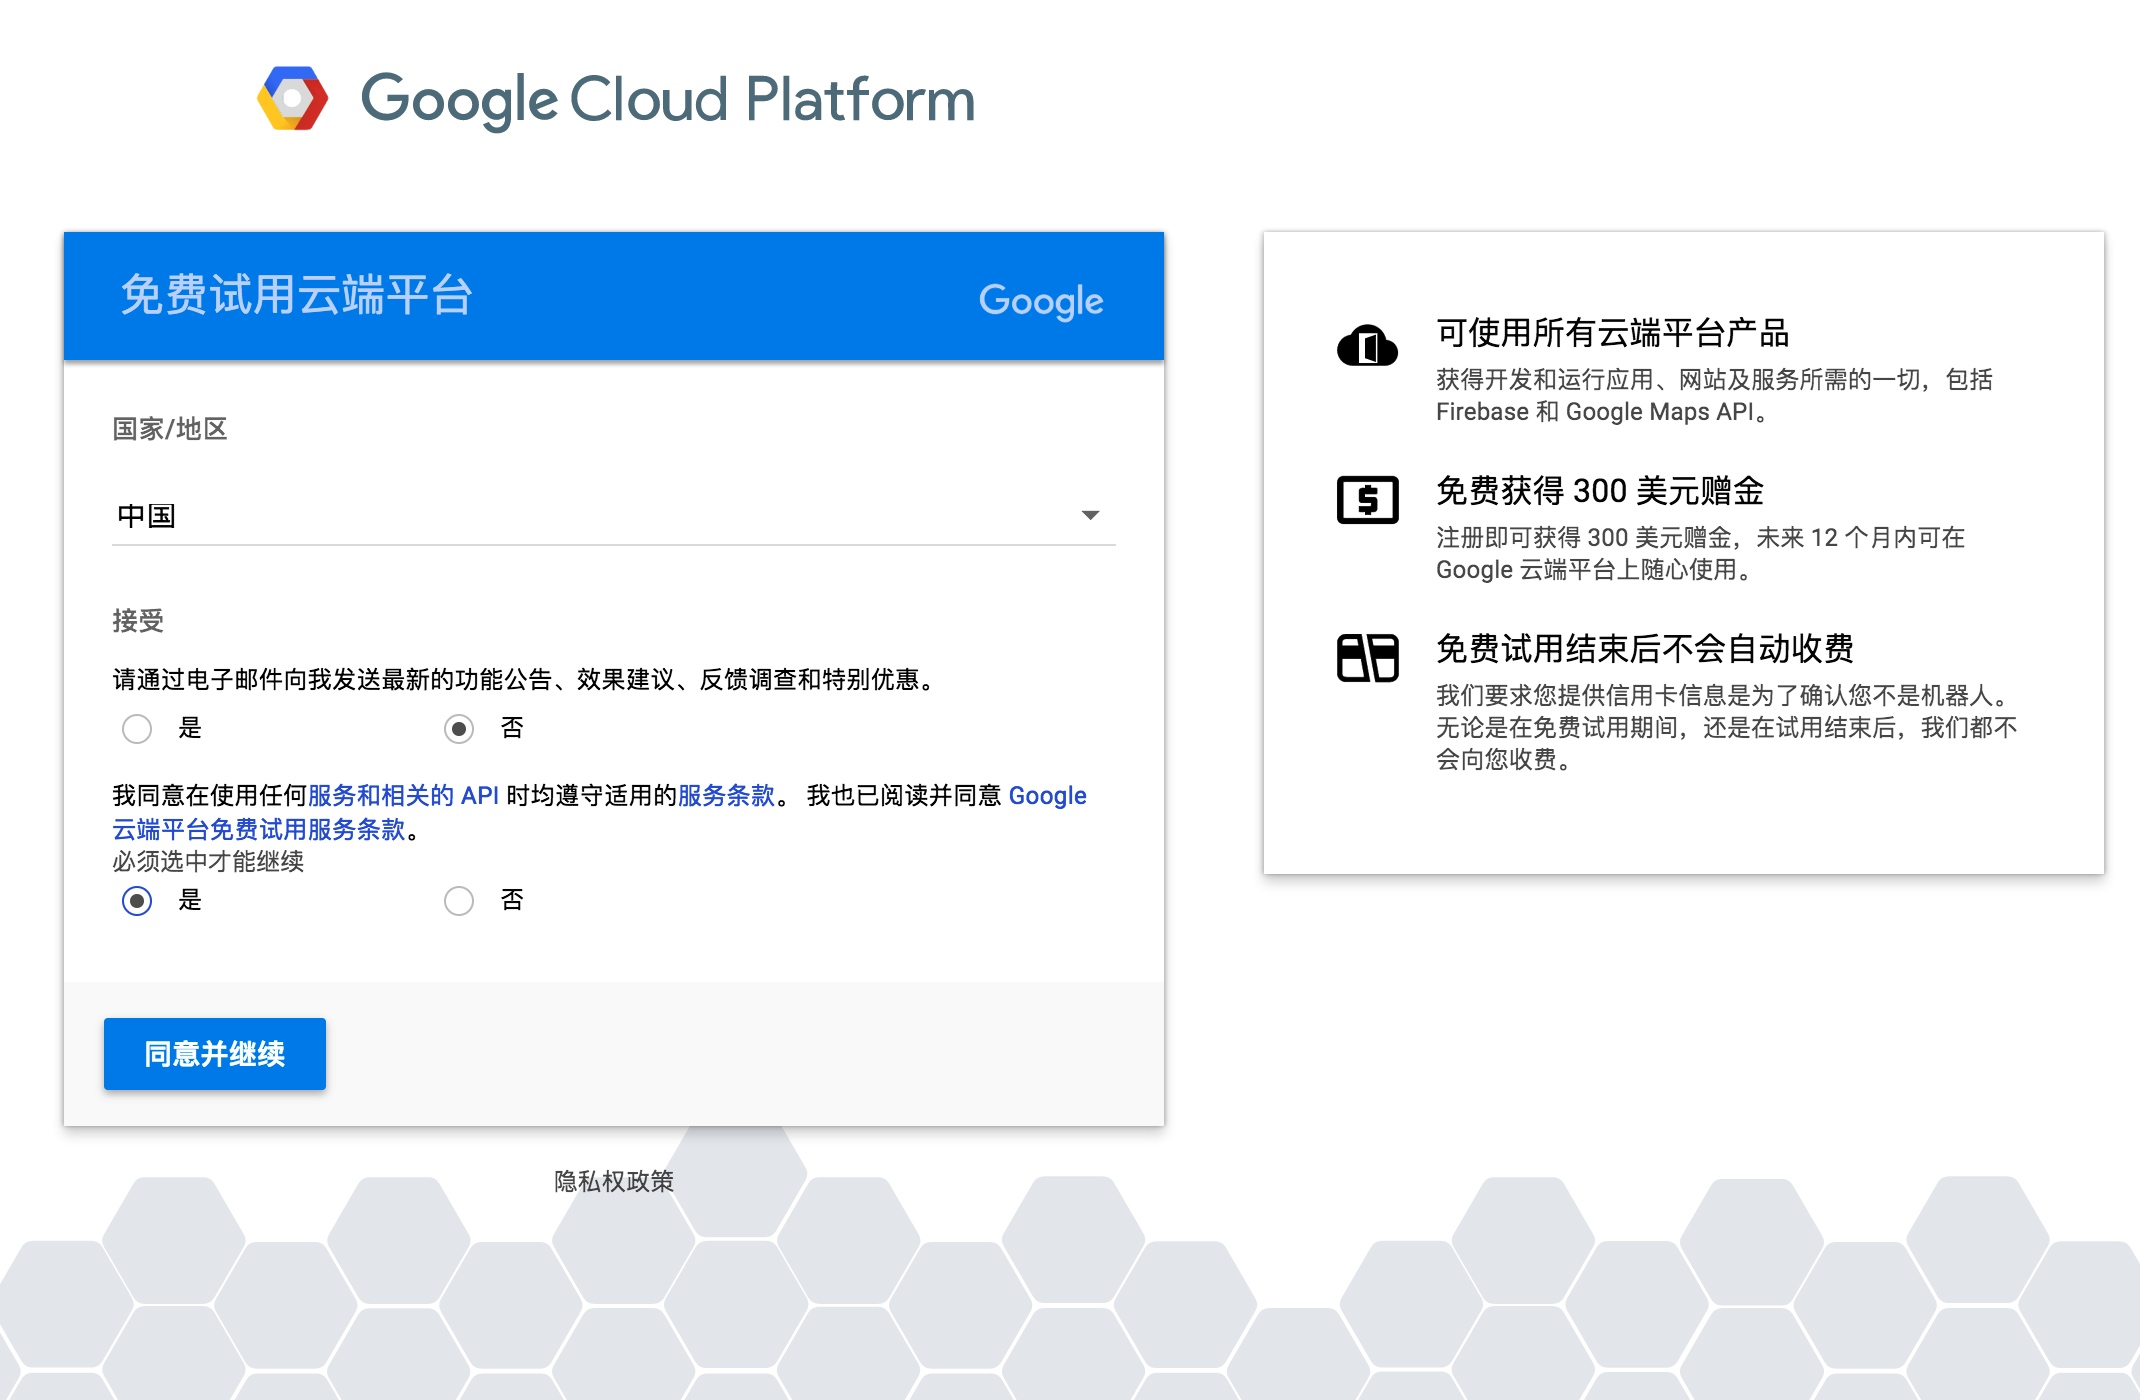 Google Cloud Platform
免费试用云端平台
Google
国家/地区
中国
接受
请通过电子邮件向我发送最新的功能公告、效果建议、反馈调查和特别优惠。
是 否
我同意在使用任何服务和相关的 API 时均遵守适用的服务条款。 我也已阅读并同意 Google
云端平台免费试用服务条款。
必须选中才能继续
是 否
同意并继续
隐私权政策
可使用所有云端平台产品
获得开发和运行应用、网站及服务所需的一切，包括
Firebase 和 Google Maps API。
免费获得 300 美元赠金
注册即可获得 300 美元赠金，未来 12 个月内可在
Google 云端平台上随心使用。
免费试用结束后不会自动收费
我们要求您提供信用卡信息是为了确认您不是机器人。
无论是在免费试用期间，还是在试用结束后，我们都不
会向您收费。